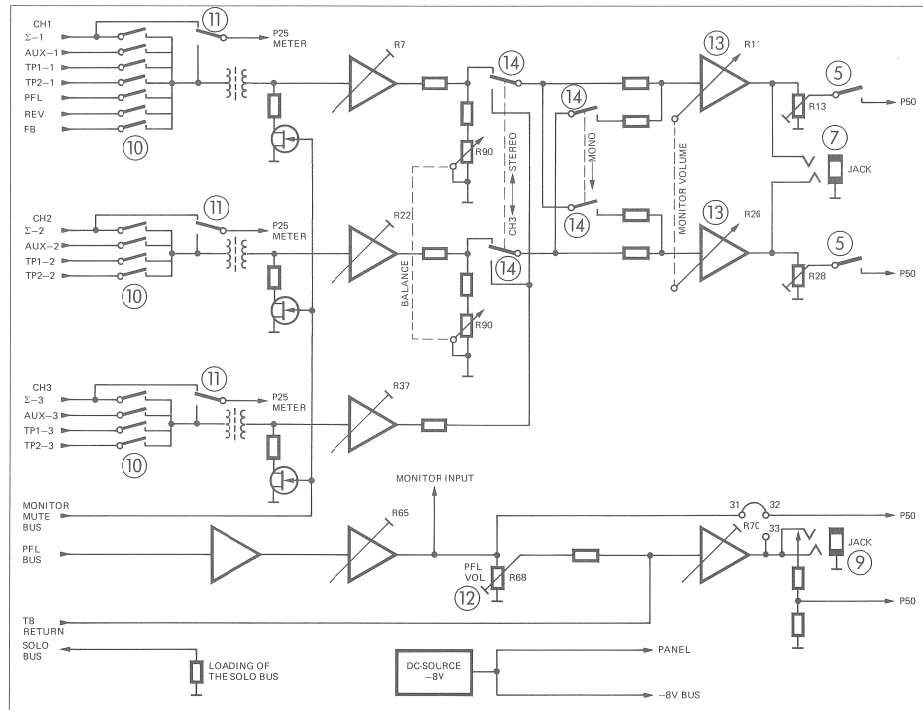 CH1
Σ–1
AUX–1
TP1–1
TP2–1
PFL
REV
FB
10
11
P25
METER
R7
R90
14
STEREO
CH3
14
MONO
14
MONITOR VOLUME
13
R11
R13
5
P50
7
JACK
CH2
Σ–2
AUX–2
TP1–2
TP2–2
10
11
P25
METER
R22
BALANCE
R90
14
13
R26
R28
5
P50
CH3
Σ–3
AUX–3
TP1–3
TP2–3
10
11
P25
METER
R37
MONITOR
MUTE
BUS
PFL
BUS
R65
MONITOR INPUT
PFL
VOL
12
R68
31
32
P50
R70
33
JACK
9
P50
TB
RETURN
SOLO
BUS
LOADING OF
THE SOLO BUS
DC-SOURCE
–8V
PANEL
–8V BUS